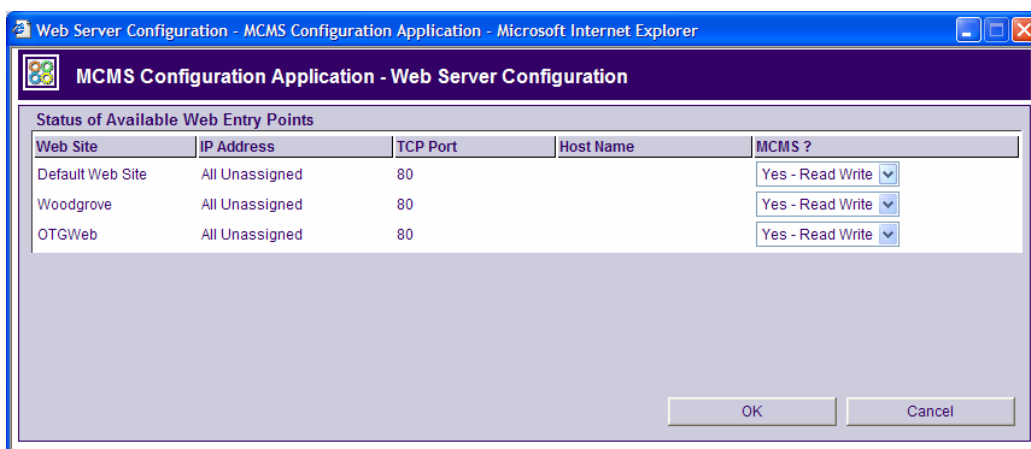 Web Server Configuration - MCMS Configuration Application - Microsoft Internet Explorer
MCMS Configuration Application - Web Server Configuration
Status of Available Web Entry Points
Web Site IP Address TCP Port Host Name MCMS ?
Default Web Site All Unassigned 80 Yes - Read Write
Woodgrove All Unassigned 80 Yes - Read Write
OTGWeb All Unassigned 80 Yes - Read Write
OK Cancel